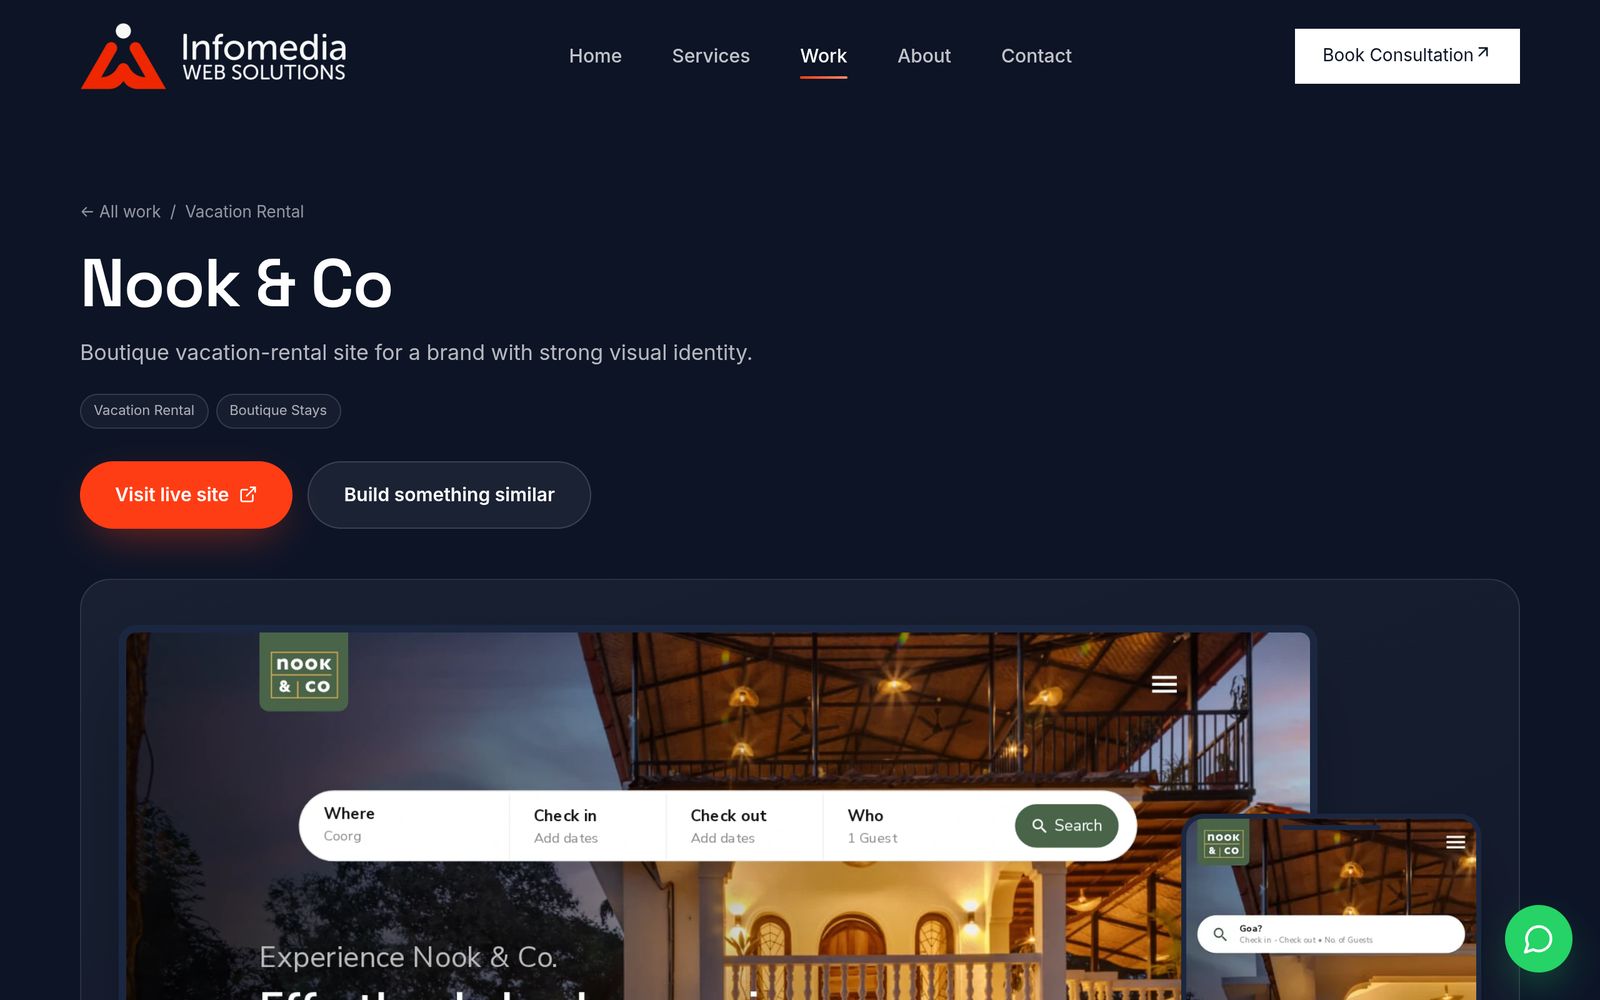 Infomedia
WEB SOLUTIONS
Home
Services
Work
About
Contact
Book Consultation
← All work / Vacation Rental
Nook & Co
Boutique vacation-rental site for a brand with strong visual identity.
Vacation Rental
Boutique Stays
Visit live site
Build something similar
nook
& | CO
Where
Coorg
Check in
Add dates
Check out
Add dates
Who
1 Guest
Search
Experience Nook & Co.
nook
& | CO
Goa?
Check in - Check out • No. of Guests